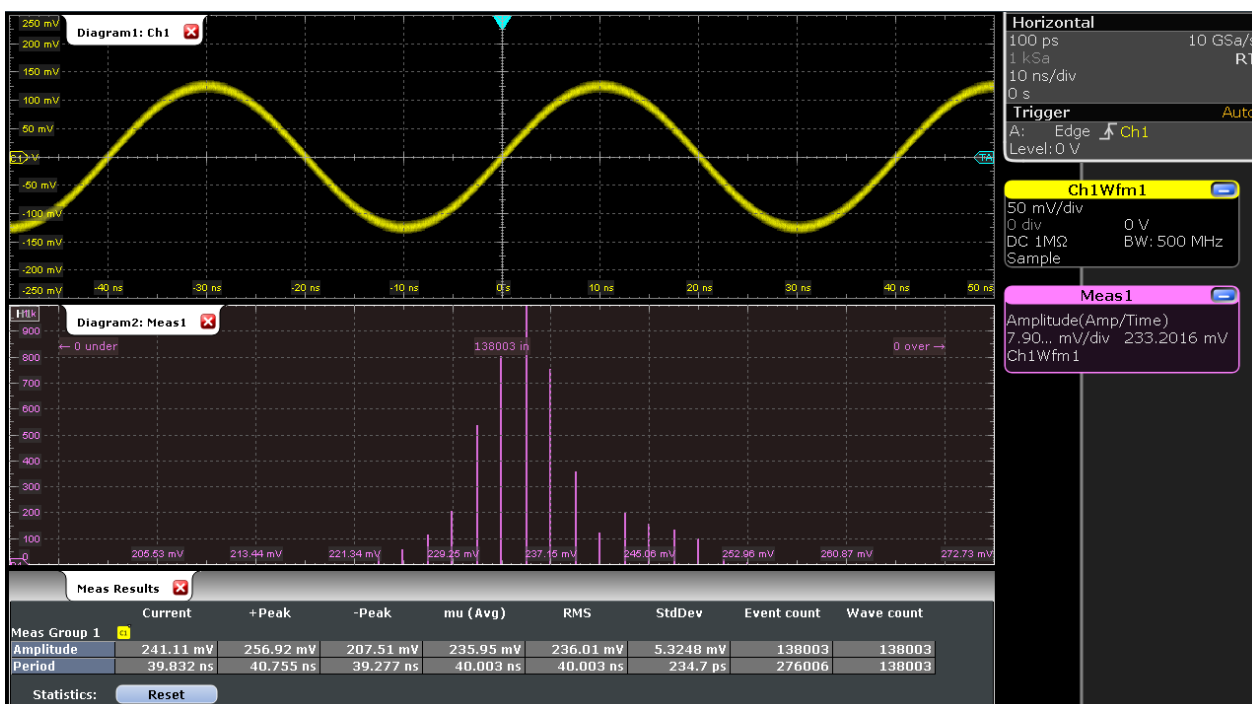 Diagram1: Ch1
250 mV
200 mV
150 mV
100 mV
50 mV
C1 V
-50 mV
-100 mV
-150 mV
-200 mV
-250 mV
-40 ns
-30 ns
-20 ns
-10 ns
0 s
10 ns
20 ns
30 ns
40 ns
50 ns
TA
Diagram2: Meas1
1k
900
800
700
600
500
400
300
200
100
0
← 0 under
138003 in
0 over →
205.53 mV
213.44 mV
221.34 mV
229.25 mV
237.15 mV
245.06 mV
252.96 mV
260.87 mV
272.73 mV
Meas Results
Current +Peak -Peak mu (Avg) RMS StdDev Event count Wave count
Meas Group 1 C1
Amplitude 241.11 mV 256.92 mV 207.51 mV 235.95 mV 236.01 mV 5.3248 mV 138003 138003
Period 39.832 ns 40.755 ns 39.277 ns 40.003 ns 40.003 ns 234.7 ps 276006 138003
Statistics: Reset
Horizontal
100 ps 10 GSa/s
1 kSa RT
10 ns/div
0 s
Trigger Auto
A: Edge Ch1
Level: 0 V
Ch1Wfm1
50 mV/div
0 div 0 V
DC 1MΩ BW: 500 MHz
Sample
Meas1
Amplitude(Amp/Time)
7.90... mV/div 233.2016 mV
Ch1Wfm1